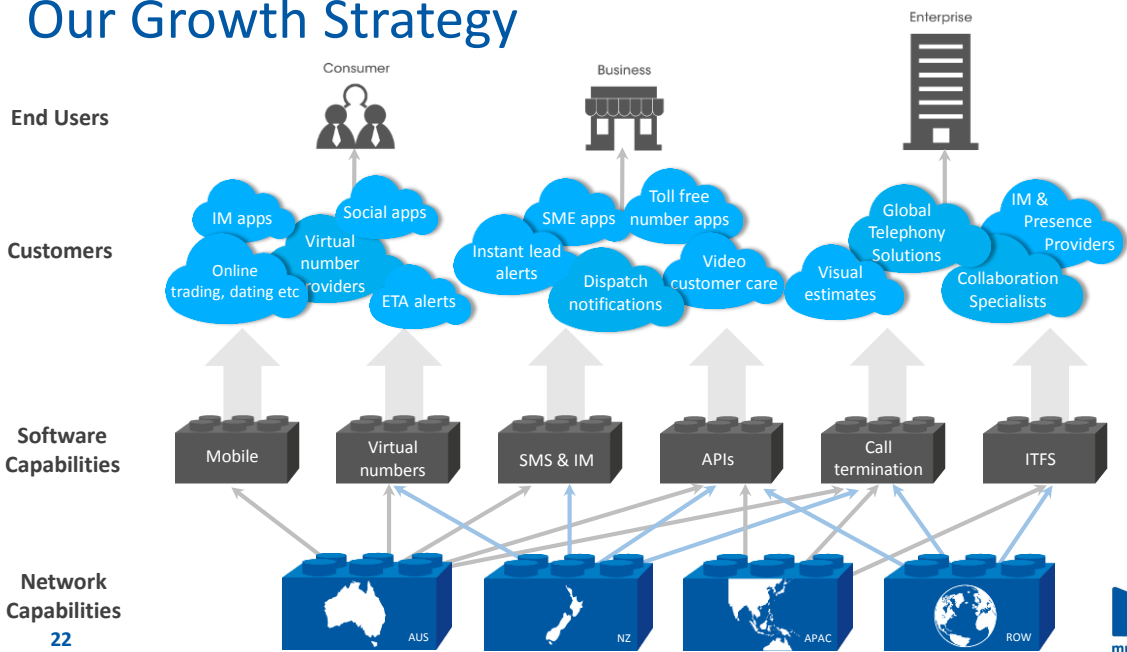 Our Growth Strategy
Enterprise
Consumer
Business
End Users
Customers
IM apps
Social apps
Virtual
number
roviders
Online
trading, dating etc
ETA alerts
SME apps
Toll free
number apps
Instant lead
alerts
Dispatch
notifications
Video
customer care
Global
Telephony
Solutions
IM &
Presence
Providers
Visual
estimates
Collaboration
Specialists
Software
Capabilities
Mobile
Virtual
numbers
SMS & IM
APIs
Call
termination
ITFS
Network
Capabilities
AUS
NZ
APAC
ROW
22